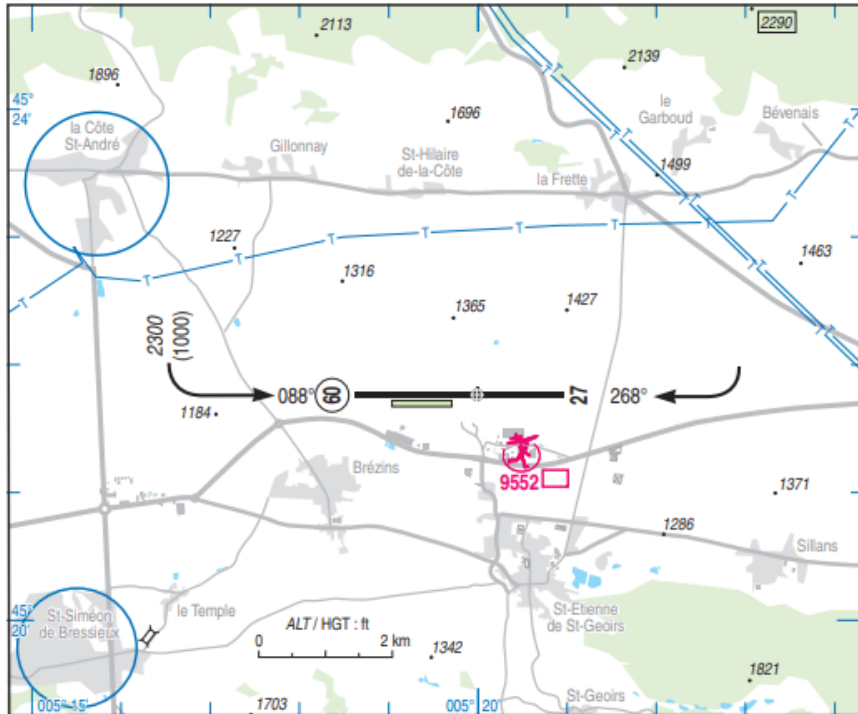 2113
2290
2139
1896
45°
24'
la Côte
St-André
1696
le
Garboud
Bévenais
Gillonnay
St-Hilaire
de-la-Côte
la Frette
1499
T
T
T
T
T
T
T
T
T
T
T
T
T
T
1227
1316
1463
1365
1427
2300
(1000)
088°
09
27
268°
1184
Brézins
9552
1371
1286
Sillans
45°
20'
St-Siméon
de Bressieux
le Temple
ALT / HGT : ft
0
2 km
St-Etienne
de St-Geoirs
1342
1821
005° 15'
1703
005° 20'
St-Geoirs